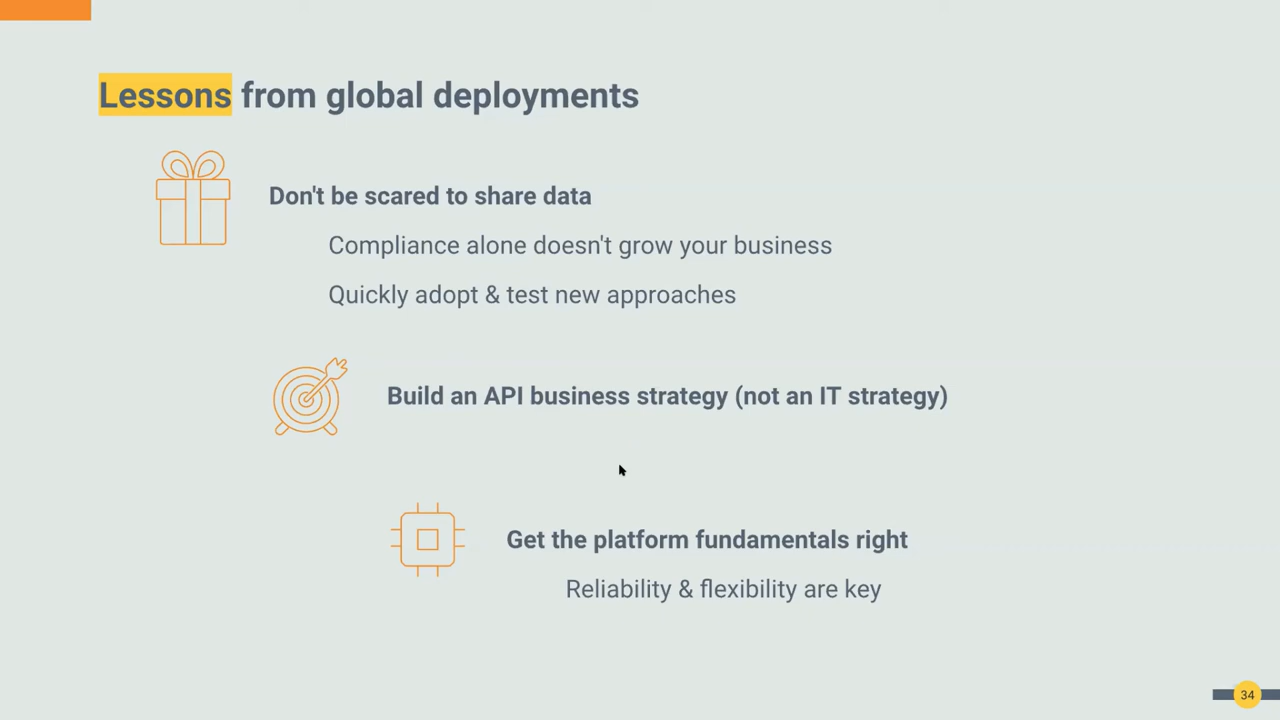 Lessons from global deployments
Don't be scared to share data
Compliance alone doesn't grow your business
Quickly adopt & test new approaches
Build an API business strategy (not an IT strategy)
Get the platform fundamentals right
Reliability & flexibility are key
34